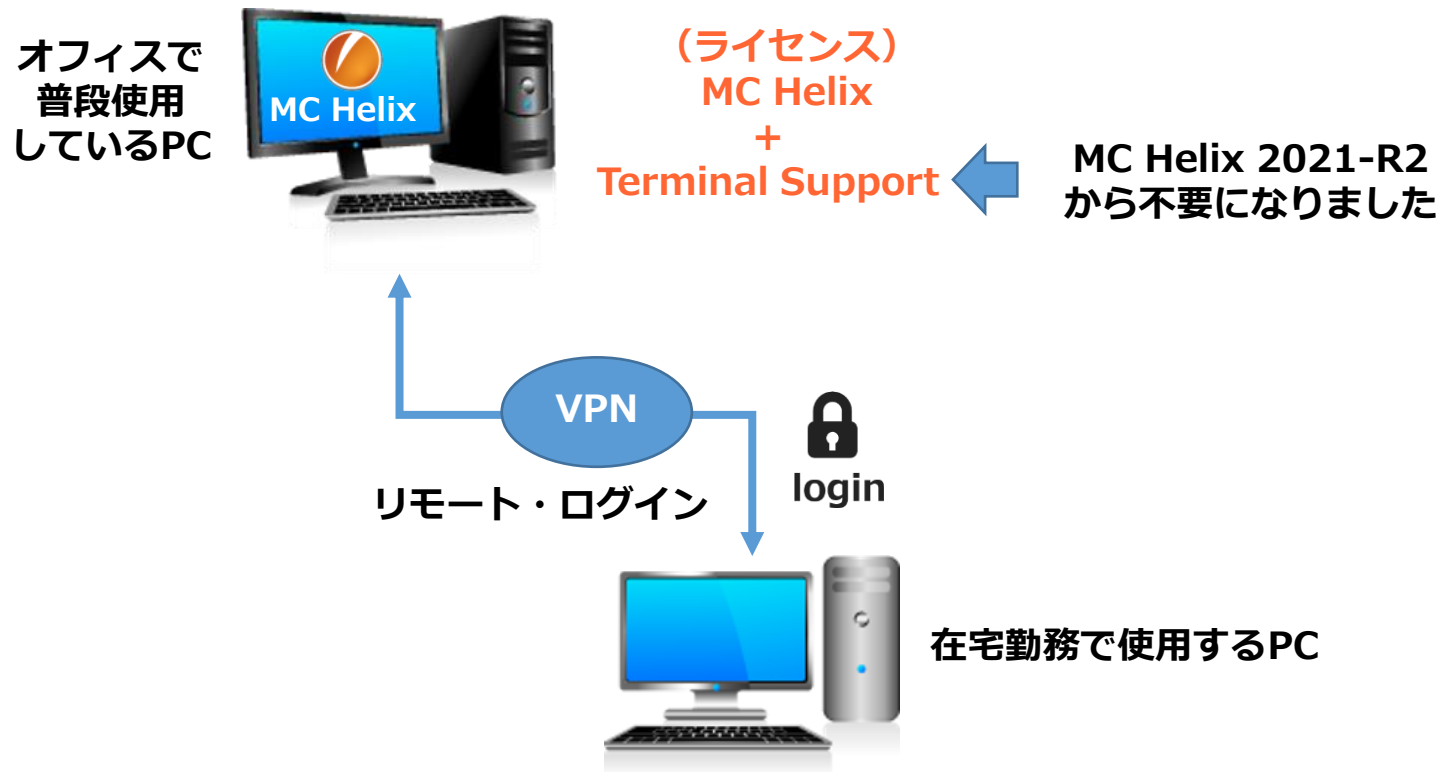 オフィスで
普段使用
しているPC
MC Helix
（ライセンス）
MC Helix
+
Terminal Support
MC Helix 2021-R2
から不要になりました
VPN
login
リモート・ログイン
在宅勤務で使用するPC